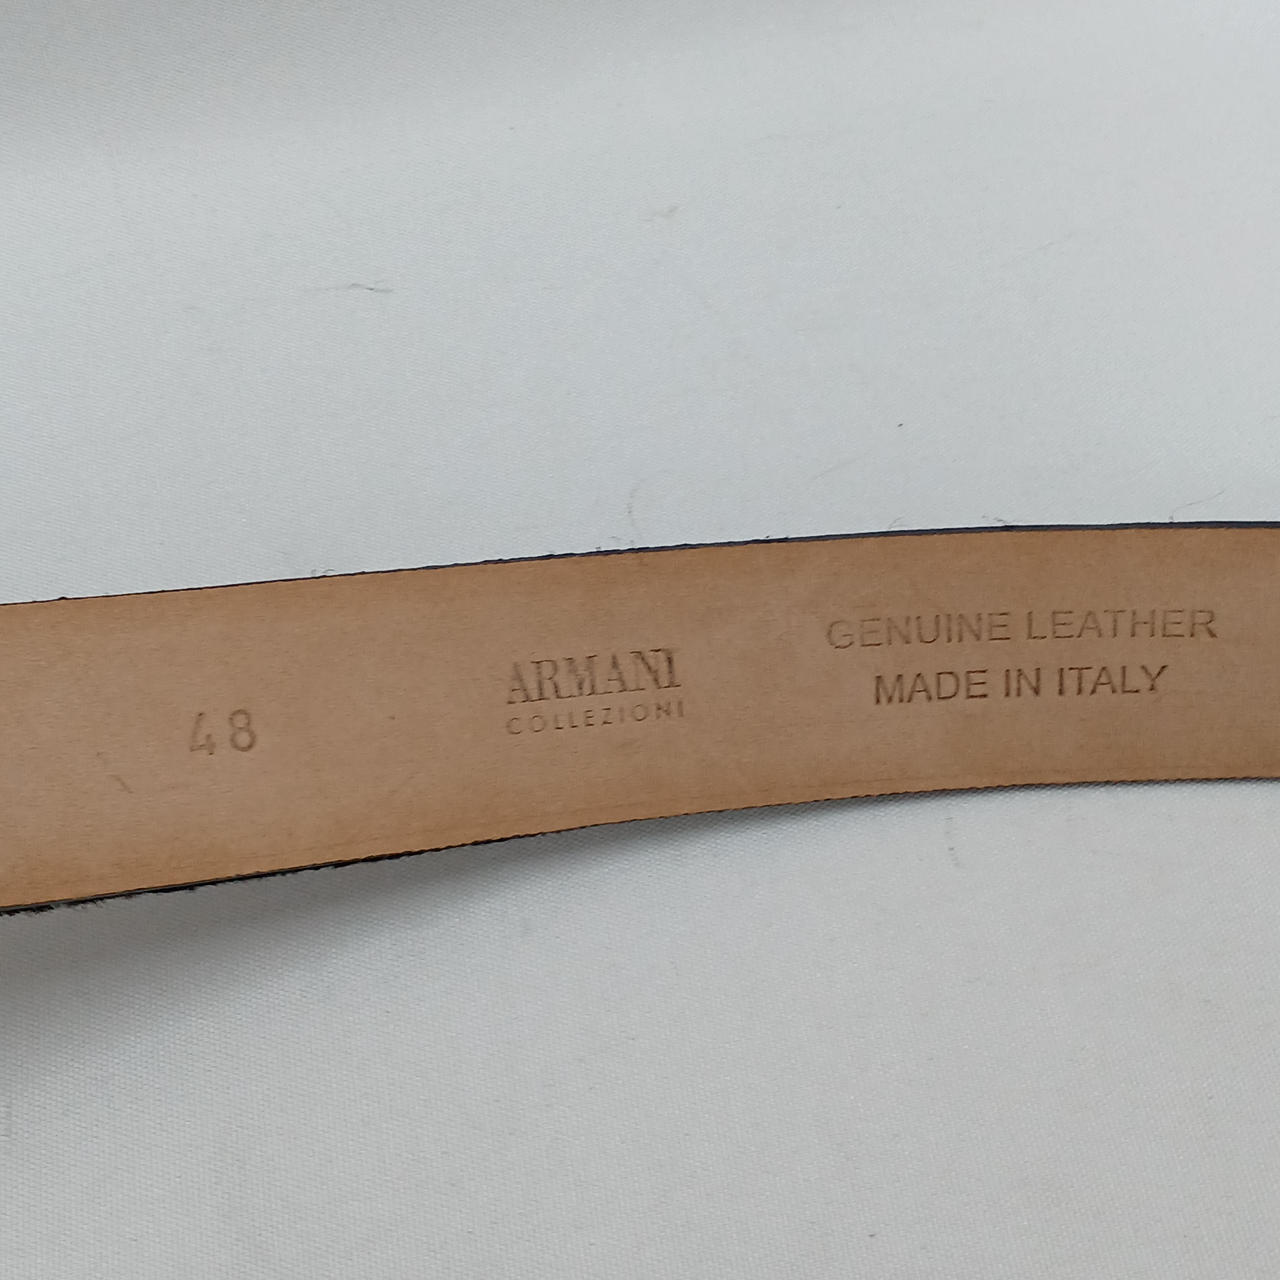 48
ARMANI
COLLEZIONI
GENUINE LEATHER
MADE IN ITALY